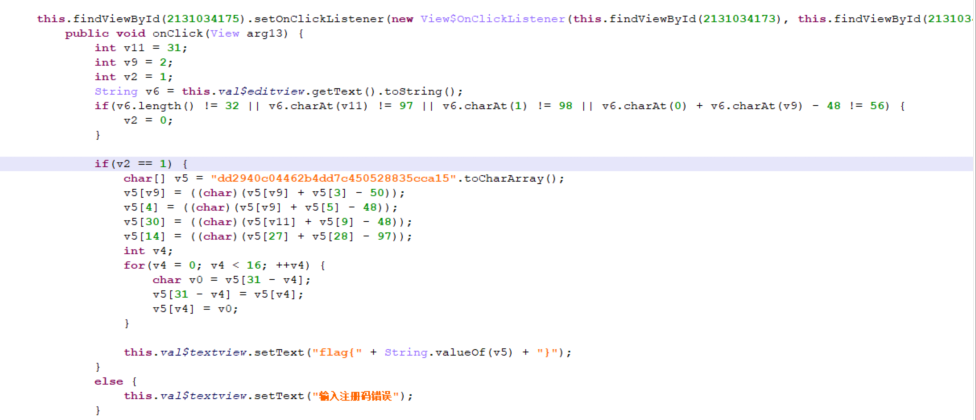 this.findViewById(2131034175).setOnClickListener(new View$OnClickListener(this.findViewById(2131034173), this.findViewById(21310
public void onClick(View arg13) {
int v11 = 31;
int v9 = 2;
int v2 = 1;
String v6 = this.val$editview.getText().toString();
if(v6.length() != 32 || v6.charAt(v11) != 97 || v6.charAt(1) != 98 || v6.charAt(0) + v6.charAt(v9) - 48 != 56) {
v2 = 0;
}
if(v2 == 1) {
char[] v5 = "dd2940c04462b4dd7c450528835cca15".toCharArray();
v5[v9] = ((char)(v5[v9] + v5[3] - 50));
v5[4] = ((char)(v5[v9] + v5[5] - 48));
v5[30] = ((char)(v5[v11] + v5[9] - 48));
v5[14] = ((char)(v5[27] + v5[28] - 97));
int v4;
for(v4 = 0; v4 < 16; ++v4) {
char v0 = v5[31 - v4];
v5[31 - v4] = v5[v4];
v5[v4] = v0;
}
this.val$textview.setText("flag{" + String.valueOf(v5) + "}");
}
else {
this.val$textview.setText("输入注册码错误");
}